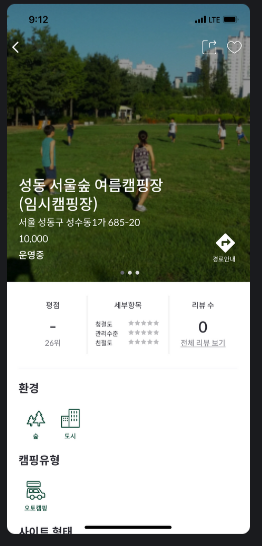 9:12 LTE
성동 서울숲 여름캠핑장
(임시캠핑장)
서울 성동구 성수동1가 685-20
10,000
운영중
경로안내
평점 세부항목 리뷰 수
- 청결도 ★★★★★ 0
관리수준 ★★★★★
26위 친절도 ★★★★★ 전체 리뷰 보기
환경
숲 도시
캠핑유형
오토캠핑
사이트 형태